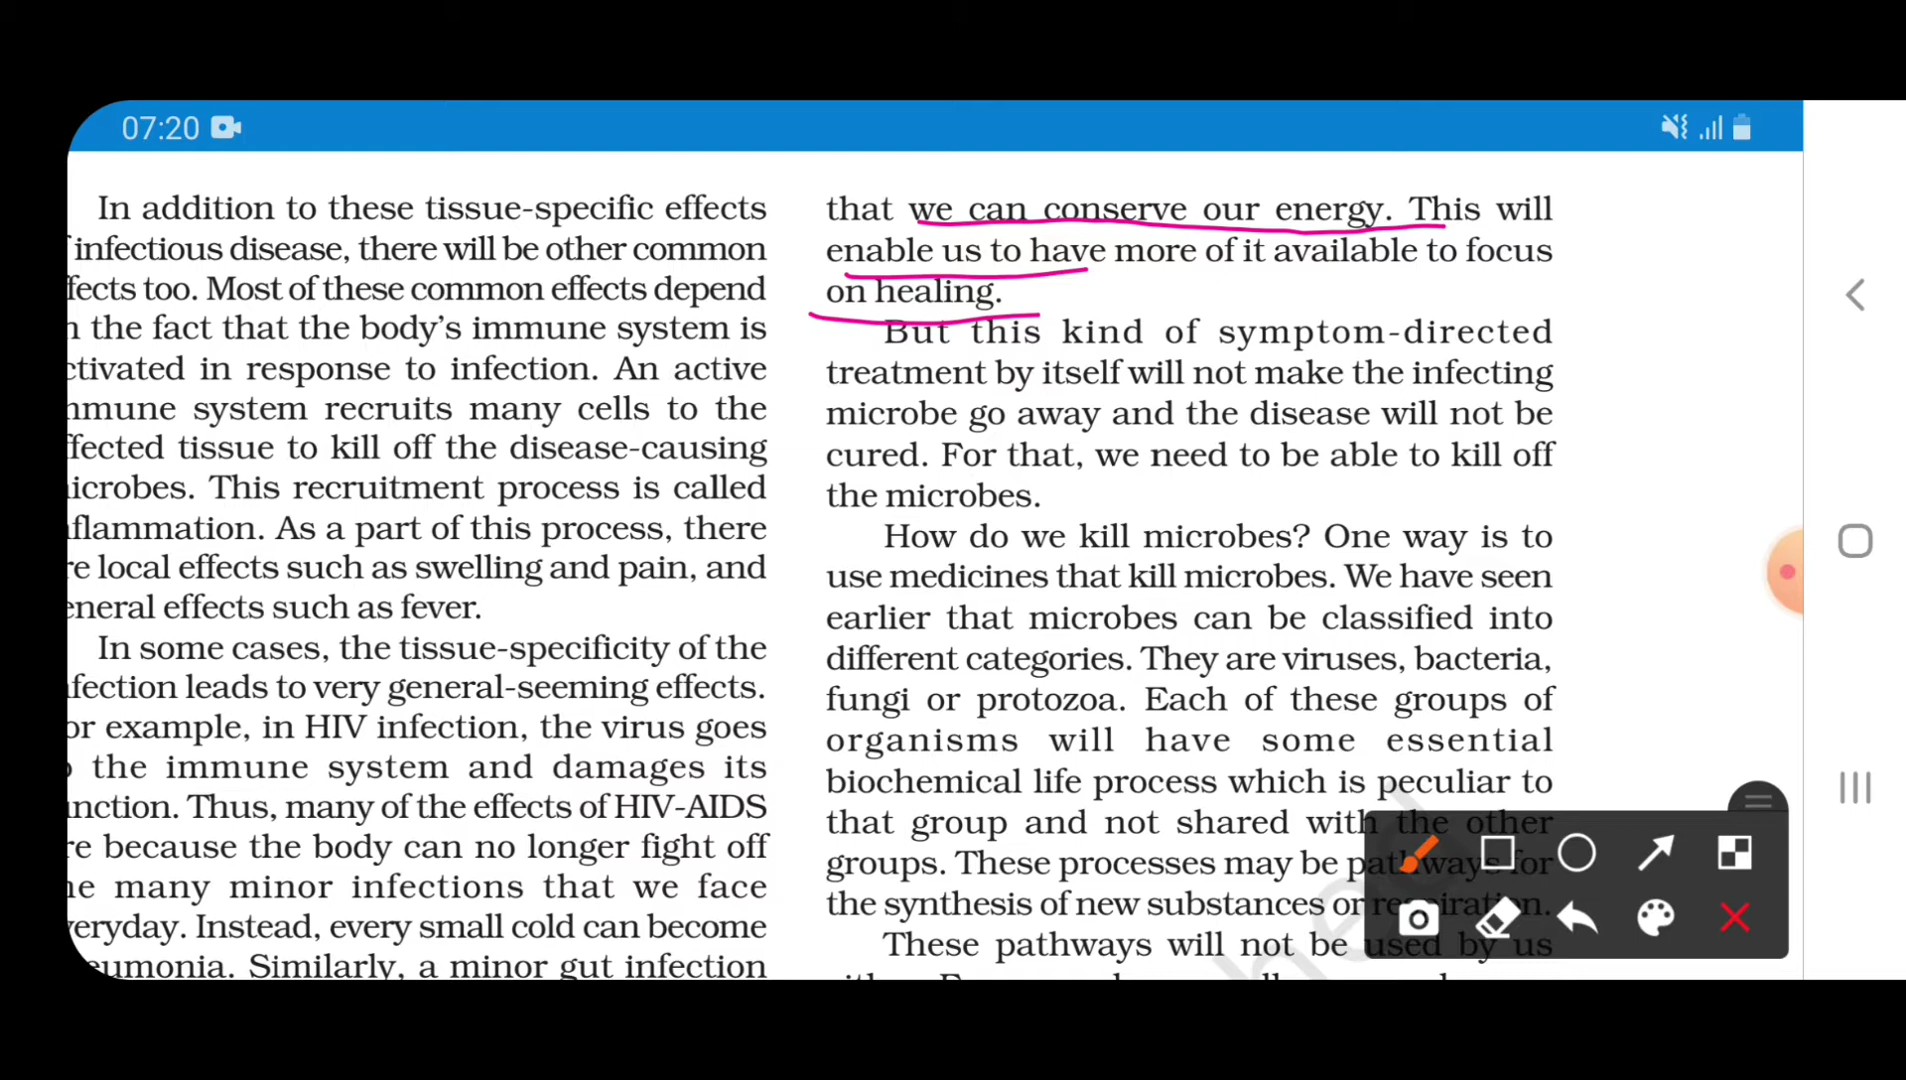 07:20
In addition to these tissue-specific effects
infectious disease, there will be other common
fects too. Most of these common effects depend
n the fact that the body's immune system is
ctivated in response to infection. An active
mmune system recruits many cells to the
ffected tissue to kill off the disease-causing
icrobes. This recruitment process is called
nflammation. As a part of this process, there
re local effects such as swelling and pain, and
eneral effects such as fever.
In some cases, the tissue-specificity of the
nfection leads to very general-seeming effects.
or example, in HIV infection, the virus goes
o the immune system and damages its
unction. Thus, many of the effects of HIV-AIDS
re because the body can no longer fight off
he many minor infections that we face
veryday. Instead, every small cold can become
neumonia. Similarly, a minor gut infection
that we can conserve our energy. This will
enable us to have more of it available to focus
on healing.
But this kind of symptom-directed
treatment by itself will not make the infecting
microbe go away and the disease will not be
cured. For that, we need to be able to kill off
the microbes.
How do we kill microbes? One way is to
use medicines that kill microbes. We have seen
earlier that microbes can be classified into
different categories. They are viruses, bacteria,
fungi or protozoa. Each of these groups of
organisms will have some essential
biochemical life process which is peculiar to
that group and not shared with the other
groups. These processes may be pathways for
the synthesis of new substances or respiration.
These pathways will not be used by us